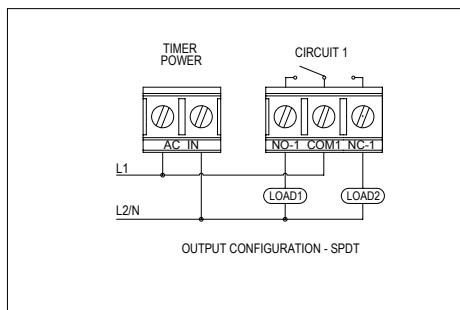 TIMER
POWER
CIRCUIT 1
AC IN
NO-1 COM1 NC-1
L1
LOAD1
LOAD2
L2/N
OUTPUT CONFIGURATION - SPDT